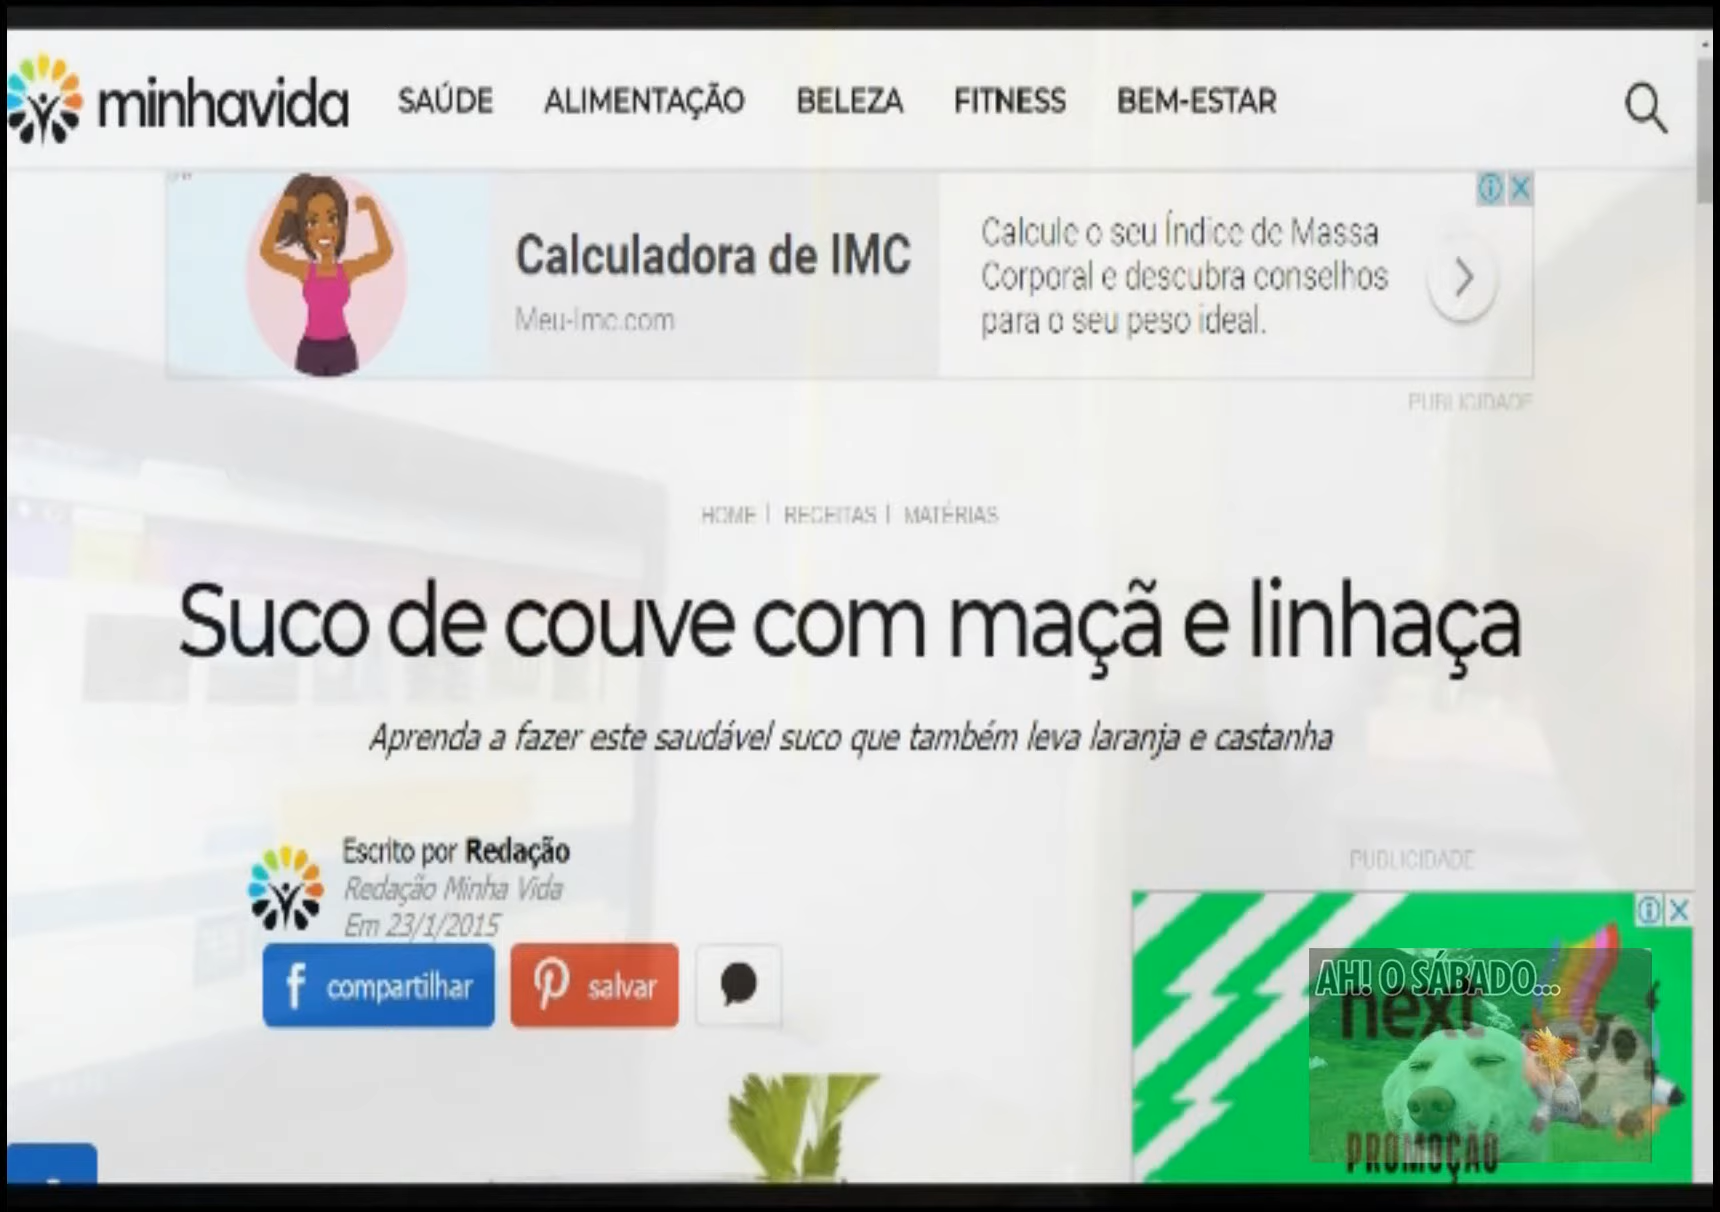 minhavida SAÚDE ALIMENTAÇÃO BELEZA FITNESS BEM-ESTAR
Calculadora de IMC
Meu-Imc.com
Calcule o seu Índice de Massa
Corporal e descubra conselhos
para o seu peso ideal.
PUBLICIDADE
HOME | RECEITAS | MATÉRIAS
Suco de couve com maçã e linhaça
Aprenda a fazer este saudável suco que também leva laranja e castanha
Escrito por Redação
Redação Minha Vida
Em 23/1/2015
compartilhar salvar
PUBLICIDADE
AH! O SÁBADO...
next
PROMOÇÃO